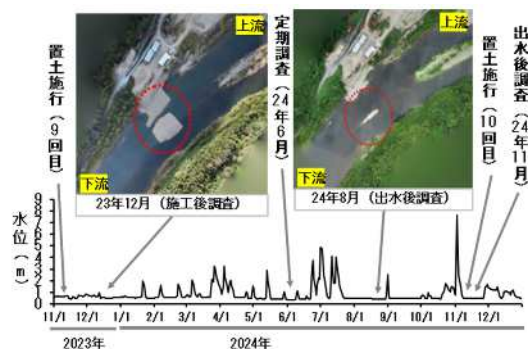 置土施行（9回目）
上流
下流
23年12月（施工後調査）
定期調査（24年6月）
上流
下流
24年8月（出水後調査）
置土施行（10回目）
出水後調査（24年11月）
水位（m）
9
8
7
6
5
4
3
2
1
0
11/1 12/1 1/1 2/1 3/1 4/1 5/1 6/1 7/1 8/1 9/1 10/1 11/1 12/1
2023年 2024年